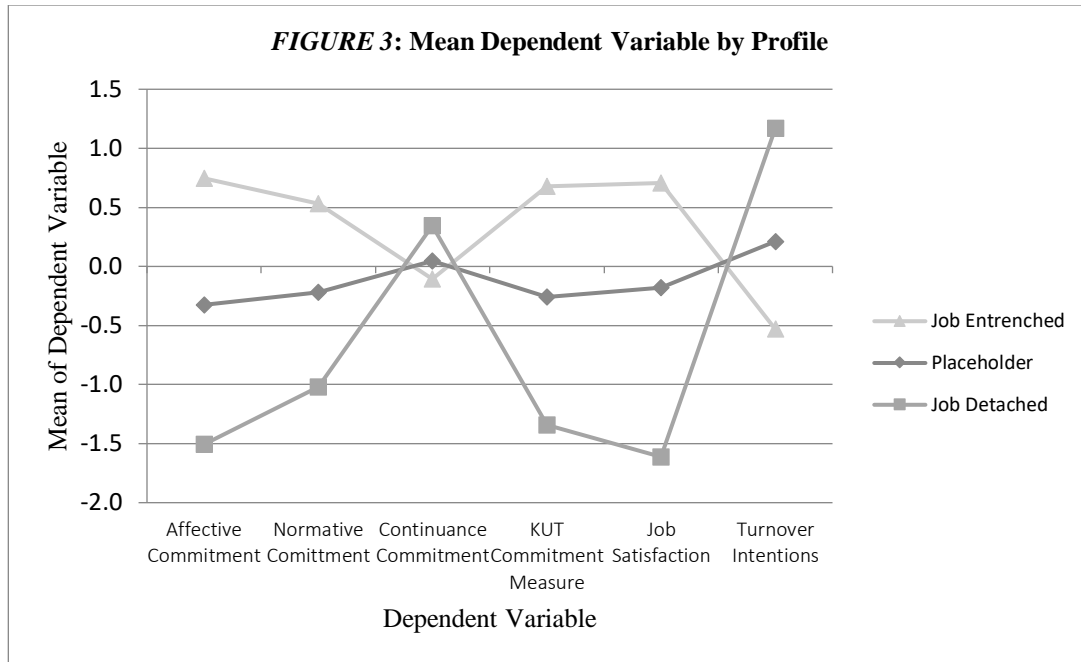 FIGURE 3: Mean Dependent Variable by Profile
1.5
1.0
0.5
0.0
-0.5
-1.0
-1.5
-2.0
Mean of Dependent Variable
Affective
Commitment
Normative
Comittment
Continuance
Commitment
KUT
Commitment
Measure
Job
Satisfaction
Turnover
Intentions
Dependent Variable
Job Entrenched
Placeholder
Job Detached